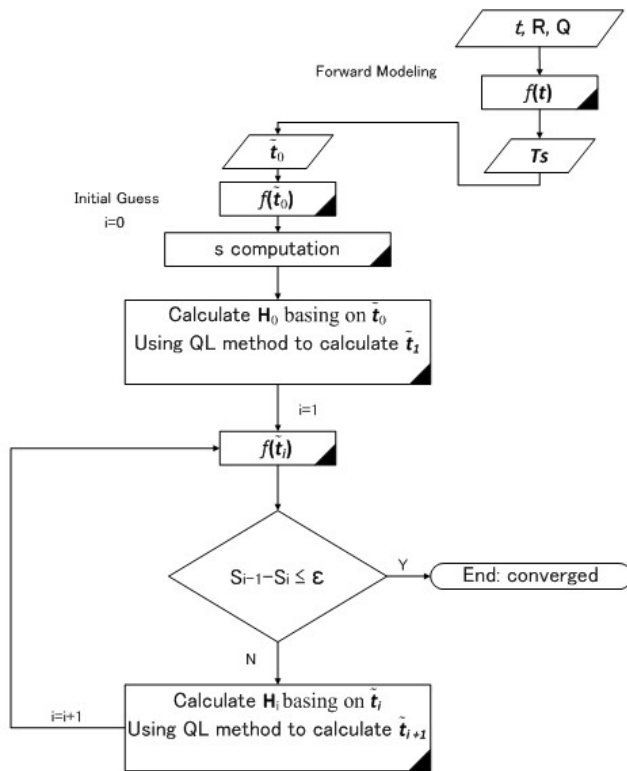 t, R, Q
Forward Modeling
f(t)
Ts
t̃₀
Initial Guess
i=0
f(t̃₀)
s computation
Calculate H₀ basing on t̃₀
Using QL method to calculate t̃₁
i=1
f(t̃ᵢ)
Sᵢ₋₁−Sᵢ ≤ ε
Y
End: converged
N
Calculate Hᵢ basing on t̃ᵢ
Using QL method to calculate t̃ᵢ₊₁
i=i+1